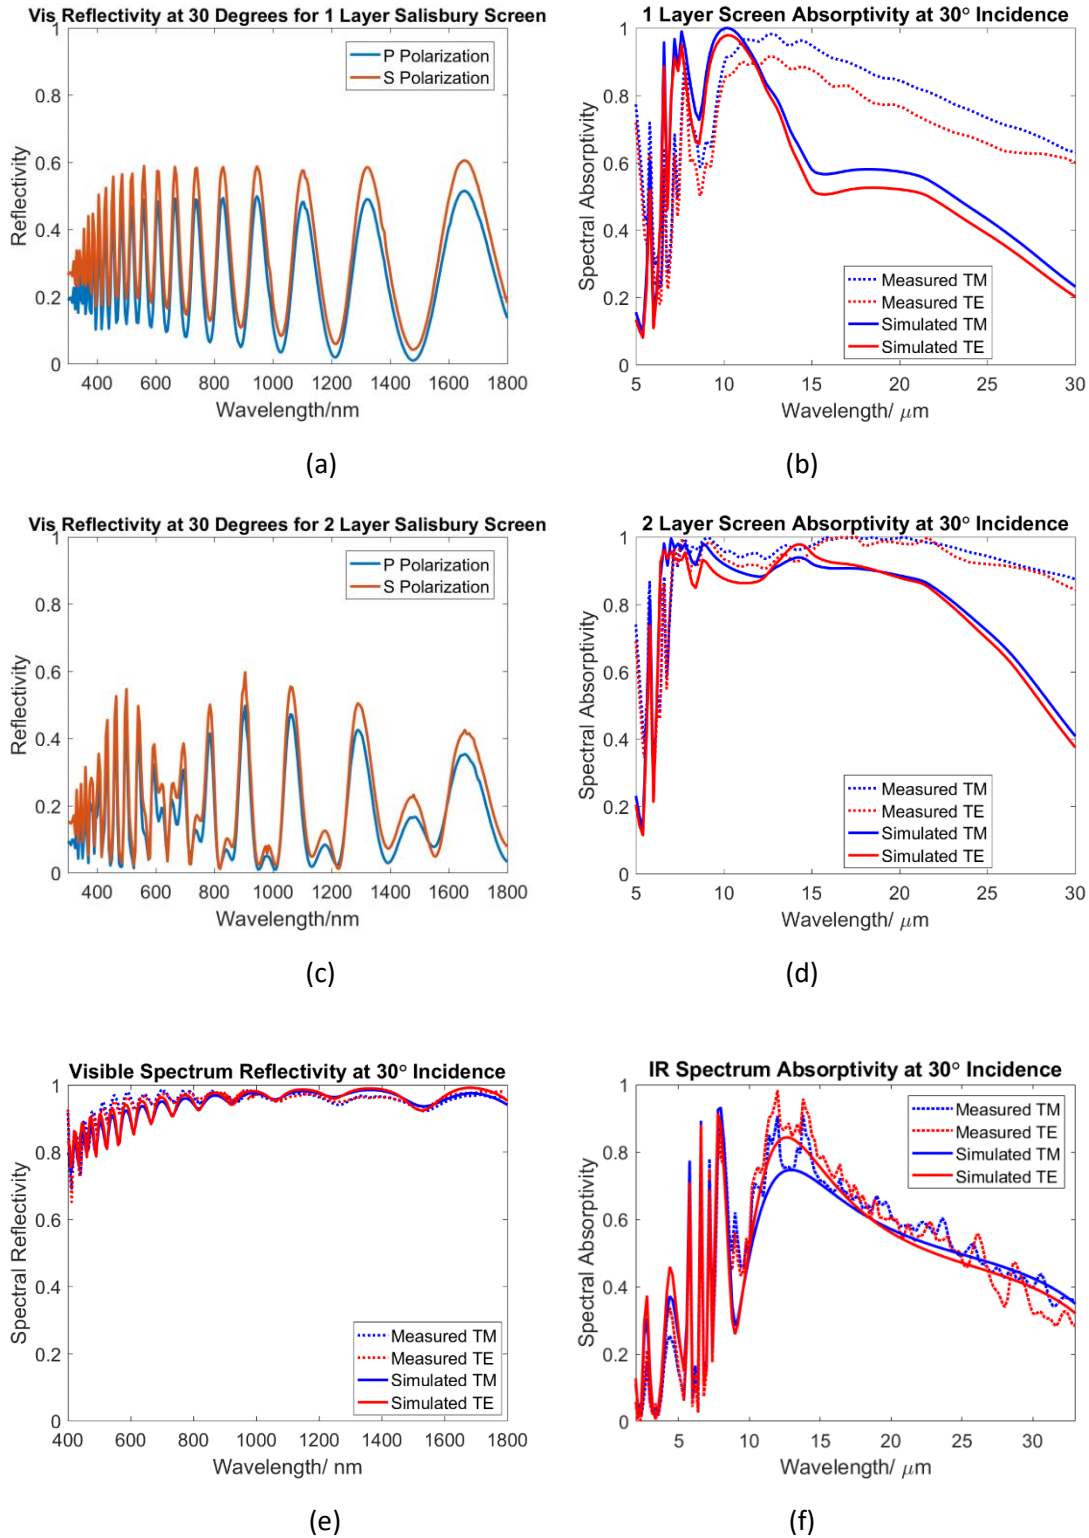 Vis Reflectivity at 30 Degrees for 1 Layer Salisbury Screen
1
0.8
0.6
0.4
0.2
0
Reflectivity
P Polarization
S Polarization
400 600 800 1000 1200 1400 1600 1800
Wavelength/nm
(a)
1 Layer Screen Absorptivity at 30° Incidence
1
0.8
0.6
0.4
0.2
0
Spectral Absorptivity
Measured TM
Measured TE
Simulated TM
Simulated TE
5 10 15 20 25 30
Wavelength/ μm
(b)
Vis Reflectivity at 30 Degrees for 2 Layer Salisbury Screen
1
0.8
0.6
0.4
0.2
0
Reflectivity
P Polarization
S Polarization
400 600 800 1000 1200 1400 1600 1800
Wavelength/nm
(c)
2 Layer Screen Absorptivity at 30° Incidence
1
0.8
0.6
0.4
0.2
0
Spectral Absorptivity
Measured TM
Measured TE
Simulated TM
Simulated TE
5 10 15 20 25 30
Wavelength/ μm
(d)
Visible Spectrum Reflectivity at 30° Incidence
1
0.8
0.6
0.4
0.2
0
Spectral Reflectivity
Measured TM
Measured TE
Simulated TM
Simulated TE
400 600 800 1000 1200 1400 1600 1800
Wavelength/ nm
(e)
IR Spectrum Absorptivity at 30° Incidence
1
0.8
0.6
0.4
0.2
0
Spectral Absorptivity
Measured TM
Measured TE
Simulated TM
Simulated TE
5 10 15 20 25 30
Wavelength/ μm
(f)